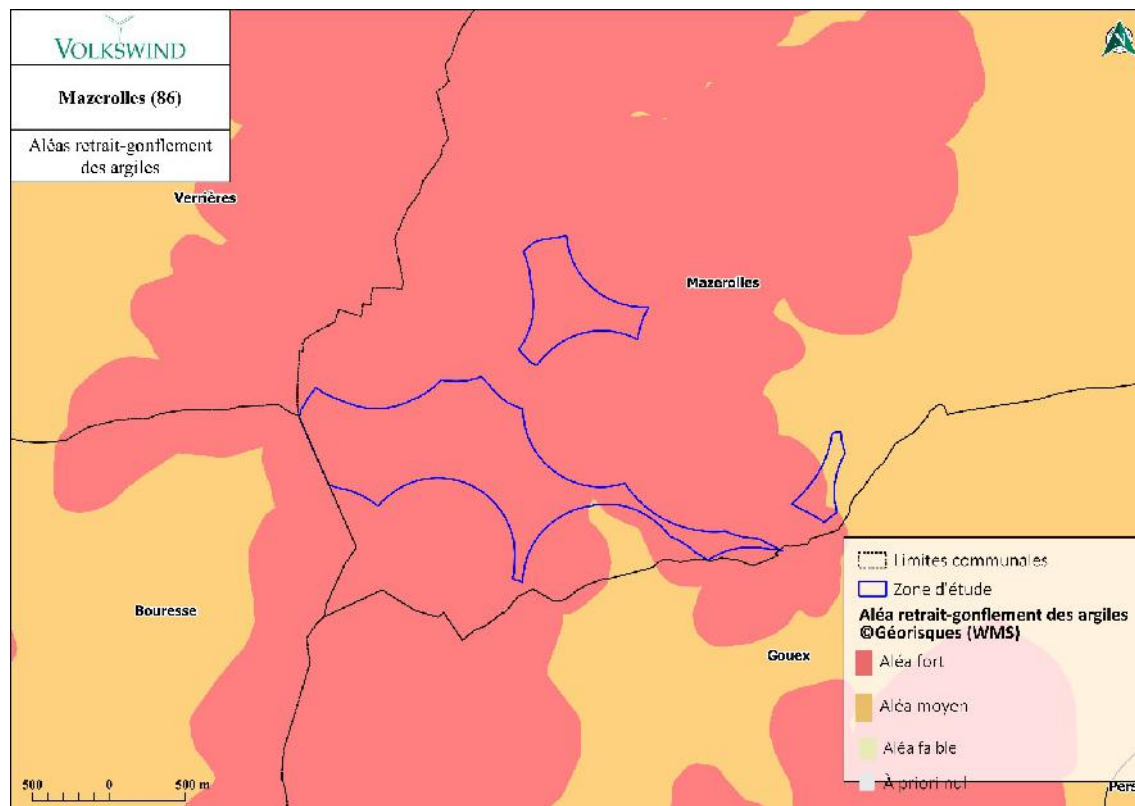 VOLKSWIND
Mazerolles (86)
Aléas retrait-gonflement
des argiles
N
Verrières
Mazerolles
Bouresse
Gouex
Limites communales
Zone d'étude
Aléa retrait-gonflement des argiles
©Géorisques (WMS)
Aléa fort
Aléa moyen
Aléa faible
À priori nul
Pers
500 0 500 m